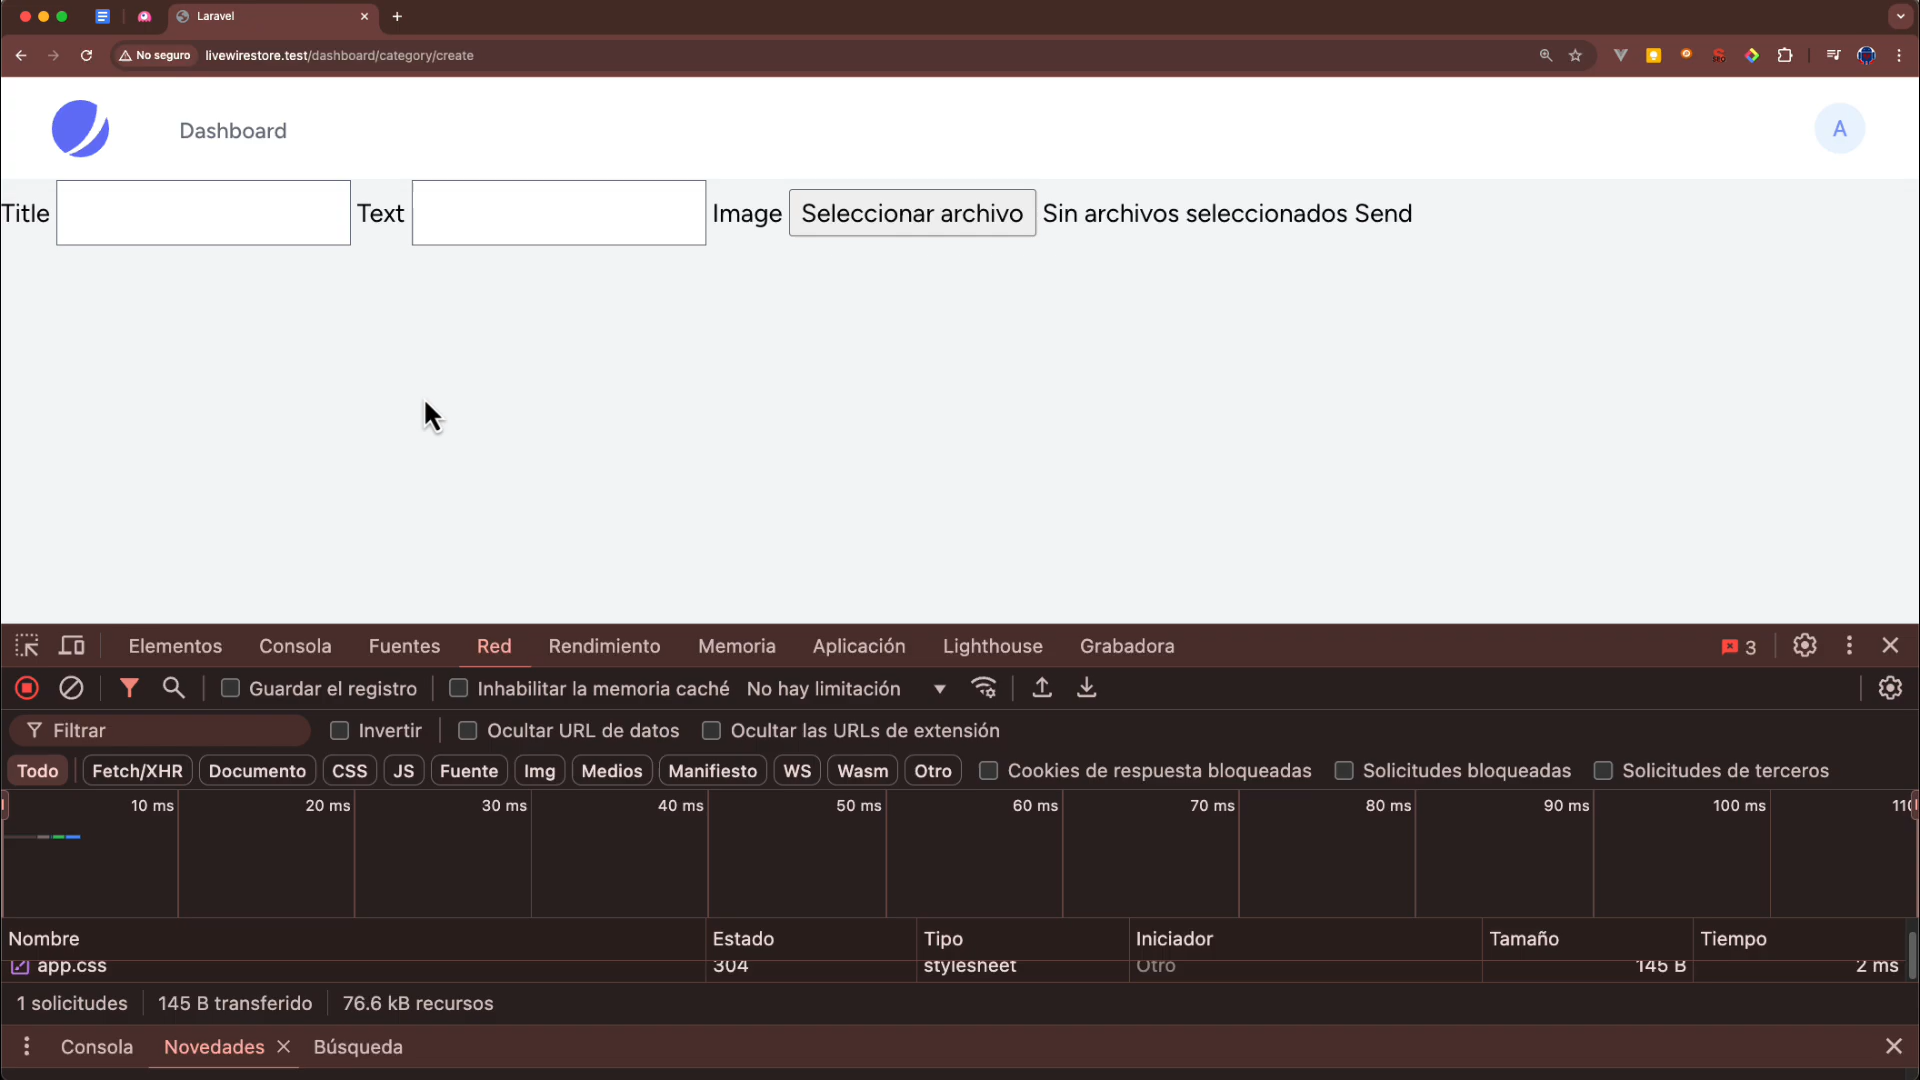 Laravel
No seguro livewirestore.test/dashboard/category/create
Dashboard
A
Title Text Image Seleccionar archivo Sin archivos seleccionados Send
Elementos Consola Fuentes Red Rendimiento Memoria Aplicación Lighthouse Grabadora 3
Guardar el registro Inhabilitar la memoria caché No hay limitación
Filtrar Invertir Ocultar URL de datos Ocultar las URLs de extensión
Todo Fetch/XHR Documento CSS JS Fuente Img Medios Manifiesto WS Wasm Otro Cookies de respuesta bloqueadas Solicitudes bloqueadas Solicitudes de terceros
10 ms 20 ms 30 ms 40 ms 50 ms 60 ms 70 ms 80 ms 90 ms 100 ms 110
Nombre Estado Tipo Iniciador Tamaño Tiempo
app.css 304 stylesheet Otro 145 B 2 ms
1 solicitudes 145 B transferido 76.6 kB recursos
Consola Novedades Búsqueda